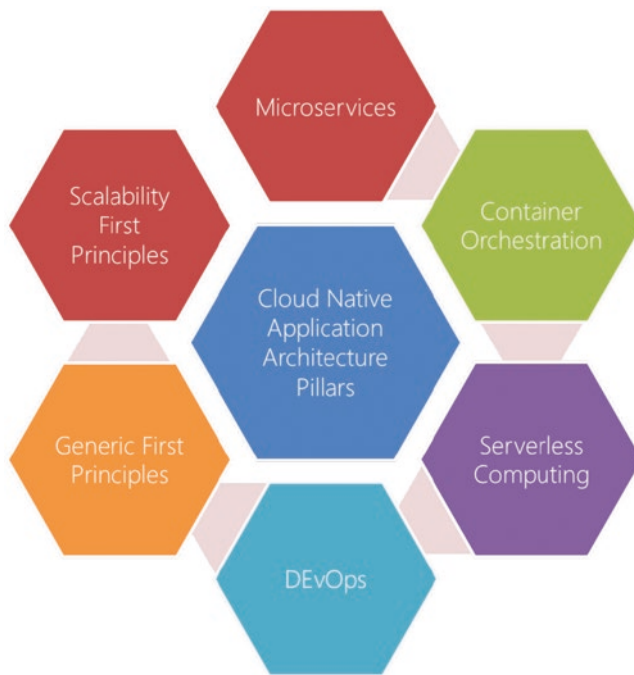 Microservices
Scalability
First
Principles
Container
Orchestration
Cloud Native
Application
Architecture
Pillars
Generic First
Principles
Serverless
Computing
DEvOps